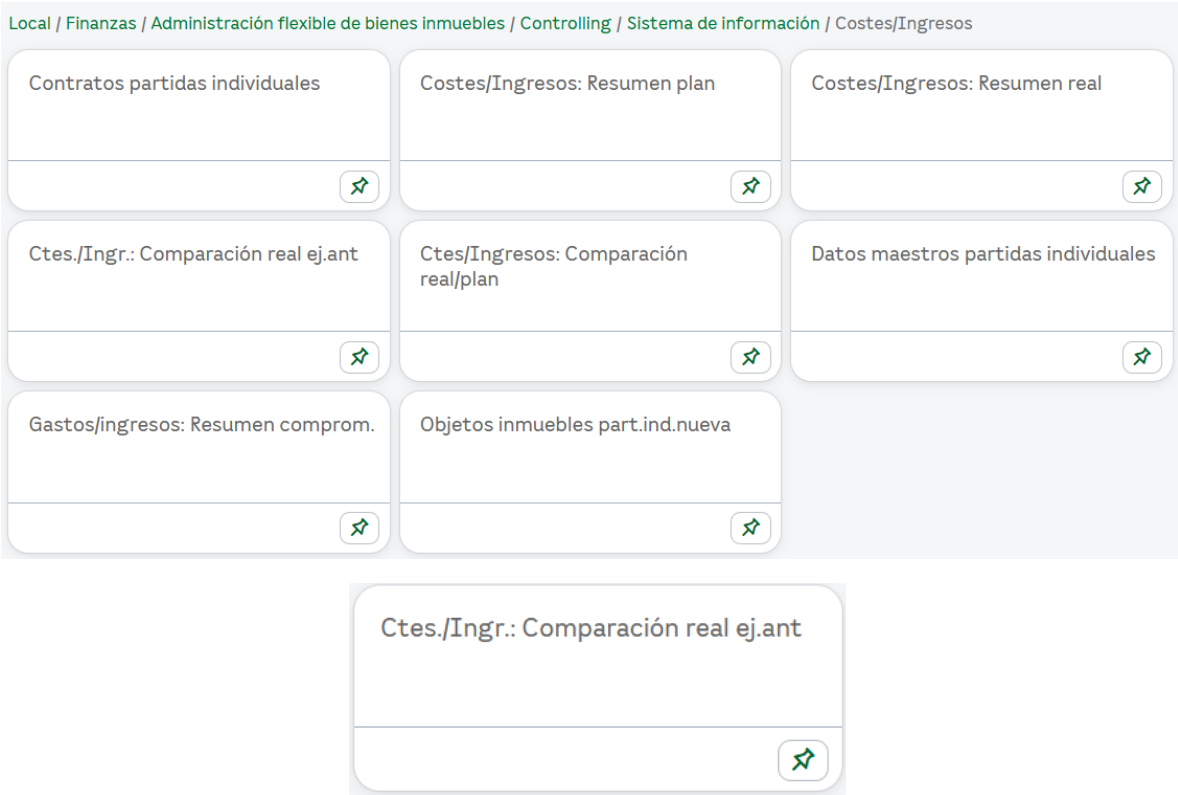 Local / Finanzas / Administración flexible de bienes inmuebles / Controlling / Sistema de información / Costes/Ingresos
Contratos partidas individuales
Costes/Ingresos: Resumen plan
Costes/Ingresos: Resumen real
Ctes./Ingr.: Comparación real ej.ant
Ctes/Ingresos: Comparación
real/plan
Datos maestros partidas individuales
Gastos/ingresos: Resumen comprom.
Objetos inmuebles part.ind.nueva
Ctes./Ingr.: Comparación real ej.ant